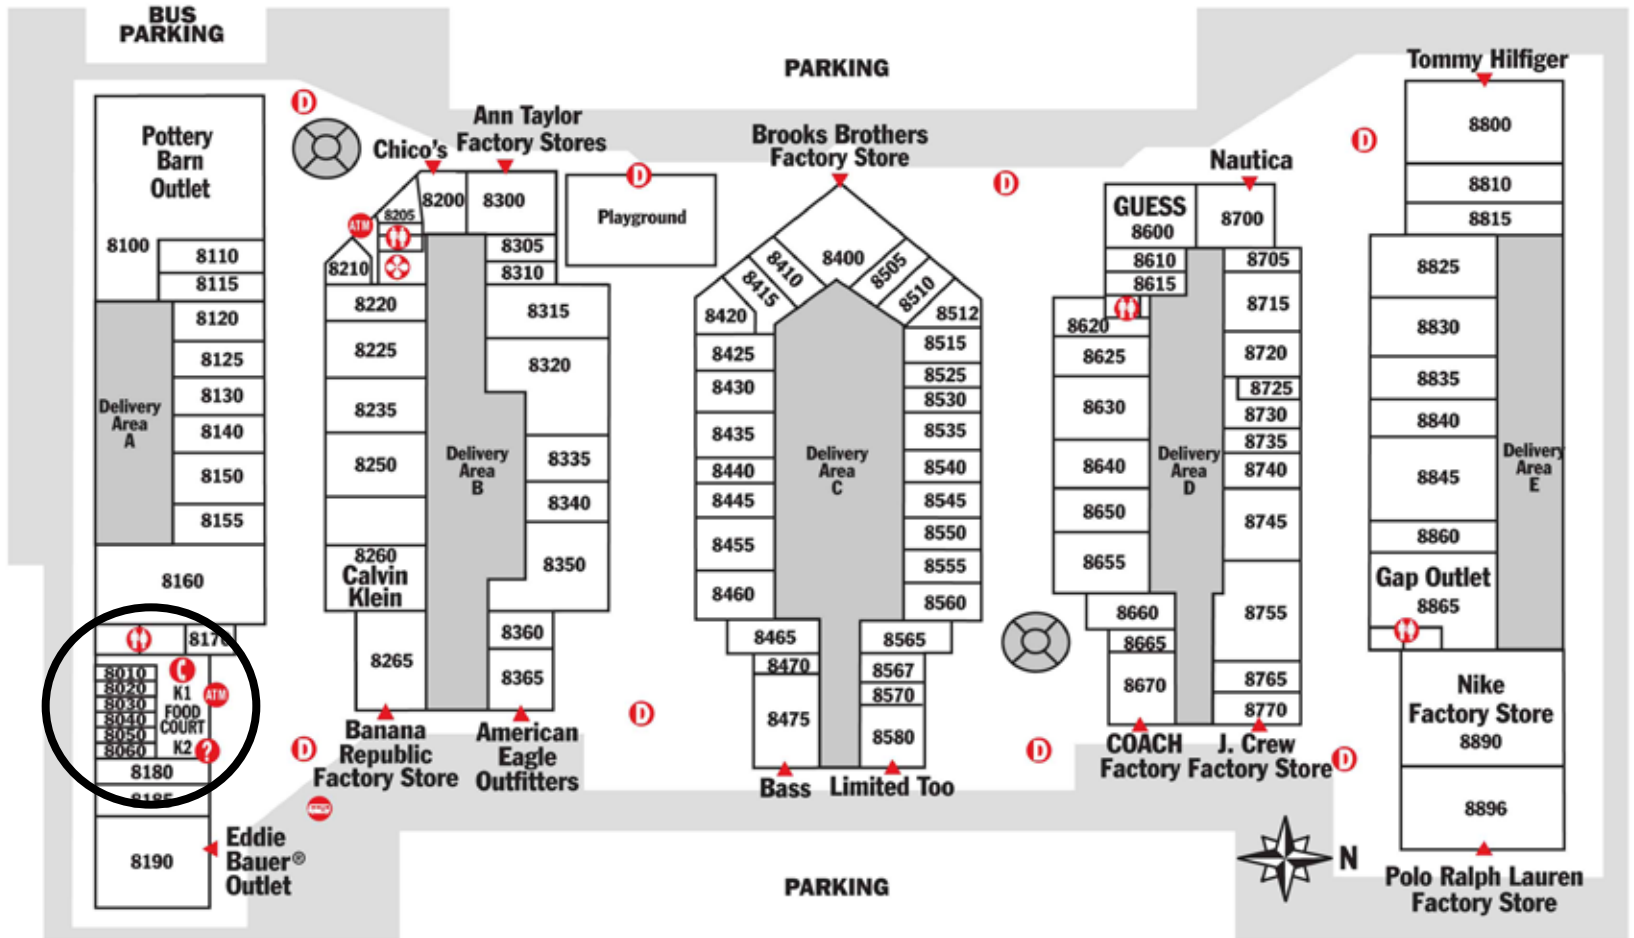 BUS
PARKING
PARKING
Tommy Hilfiger
Pottery
Barn
Outlet
8100
8110
8115
8120
8125
8130
8140
8150
8155
Delivery
Area
A
8160
8170
8010
8020
8030
8040
8050
8060
K1
FOOD
COURT
K2
ATM
?
8180
8185
8190
Eddie
Bauer®
Outlet
D
D
Chico's
Ann Taylor
Factory Stores
8200
8300
8205
ATM
8210
8305
8310
8220
8315
8225
8320
8235
8250
8335
8340
8350
8260
Calvin
Klein
Delivery
Area
B
8265
8360
8365
Banana
Republic
Factory Store
American
Eagle
Outfitters
D
Playground
D
Brooks Brothers
Factory Store
8400
8410
8415
8420
8505
8510
8512
8425
8430
8435
8440
8445
8455
8460
8465
8470
8475
Delivery
Area
C
8515
8525
8530
8535
8540
8545
8550
8555
8560
8565
8567
8570
8580
Bass
Limited Too
D
D
Nautica
GUESS
8600
8700
8610
8615
8620
8625
8630
8640
8650
8655
8660
8665
8670
Delivery
Area
D
8705
8715
8720
8725
8730
8735
8740
8745
8755
8765
8770
COACH
Factory
J. Crew
Factory Store
D
D
8800
8810
8815
8825
8830
8835
8840
8845
8860
Gap Outlet
8865
Delivery
Area
E
Nike
Factory Store
8890
8896
Polo Ralph Lauren
Factory Store
N
PARKING